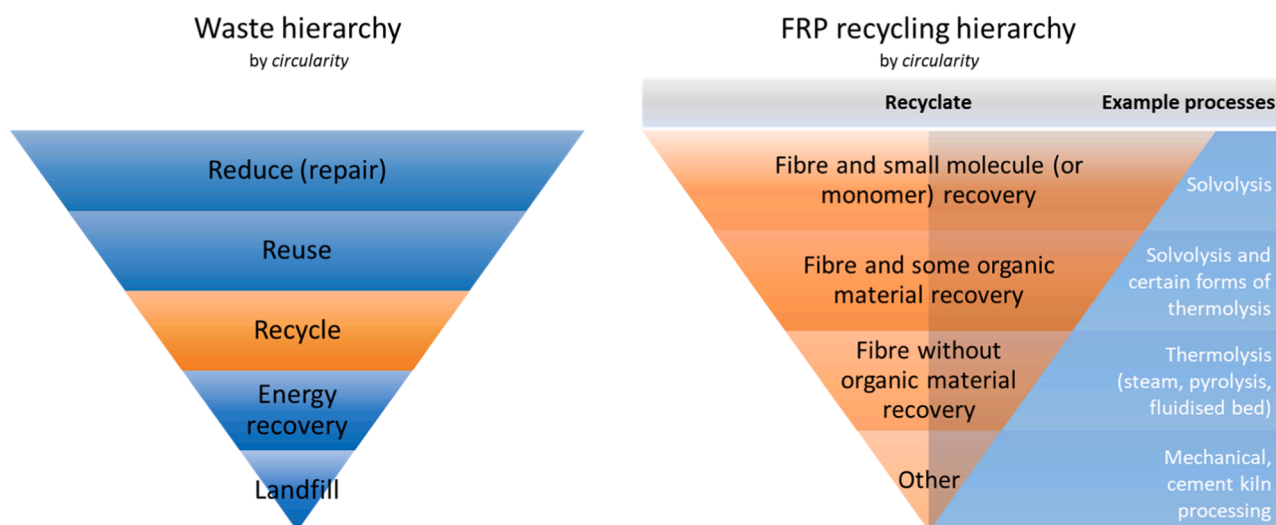 Waste hierarchy
by circularity
Reduce (repair)
Reuse
Recycle
Energy
recovery
Landfill
FRP recycling hierarchy
by circularity
Recyclate
Example processes
Fibre and small molecule (or
monomer) recovery
Solvolysis
Fibre and some organic
material recovery
Solvolysis and
certain forms of
thermolysis
Fibre without
organic material
recovery
Thermolysis
(steam, pyrolysis,
fluidised bed)
Other
Mechanical,
cement kiln
processing